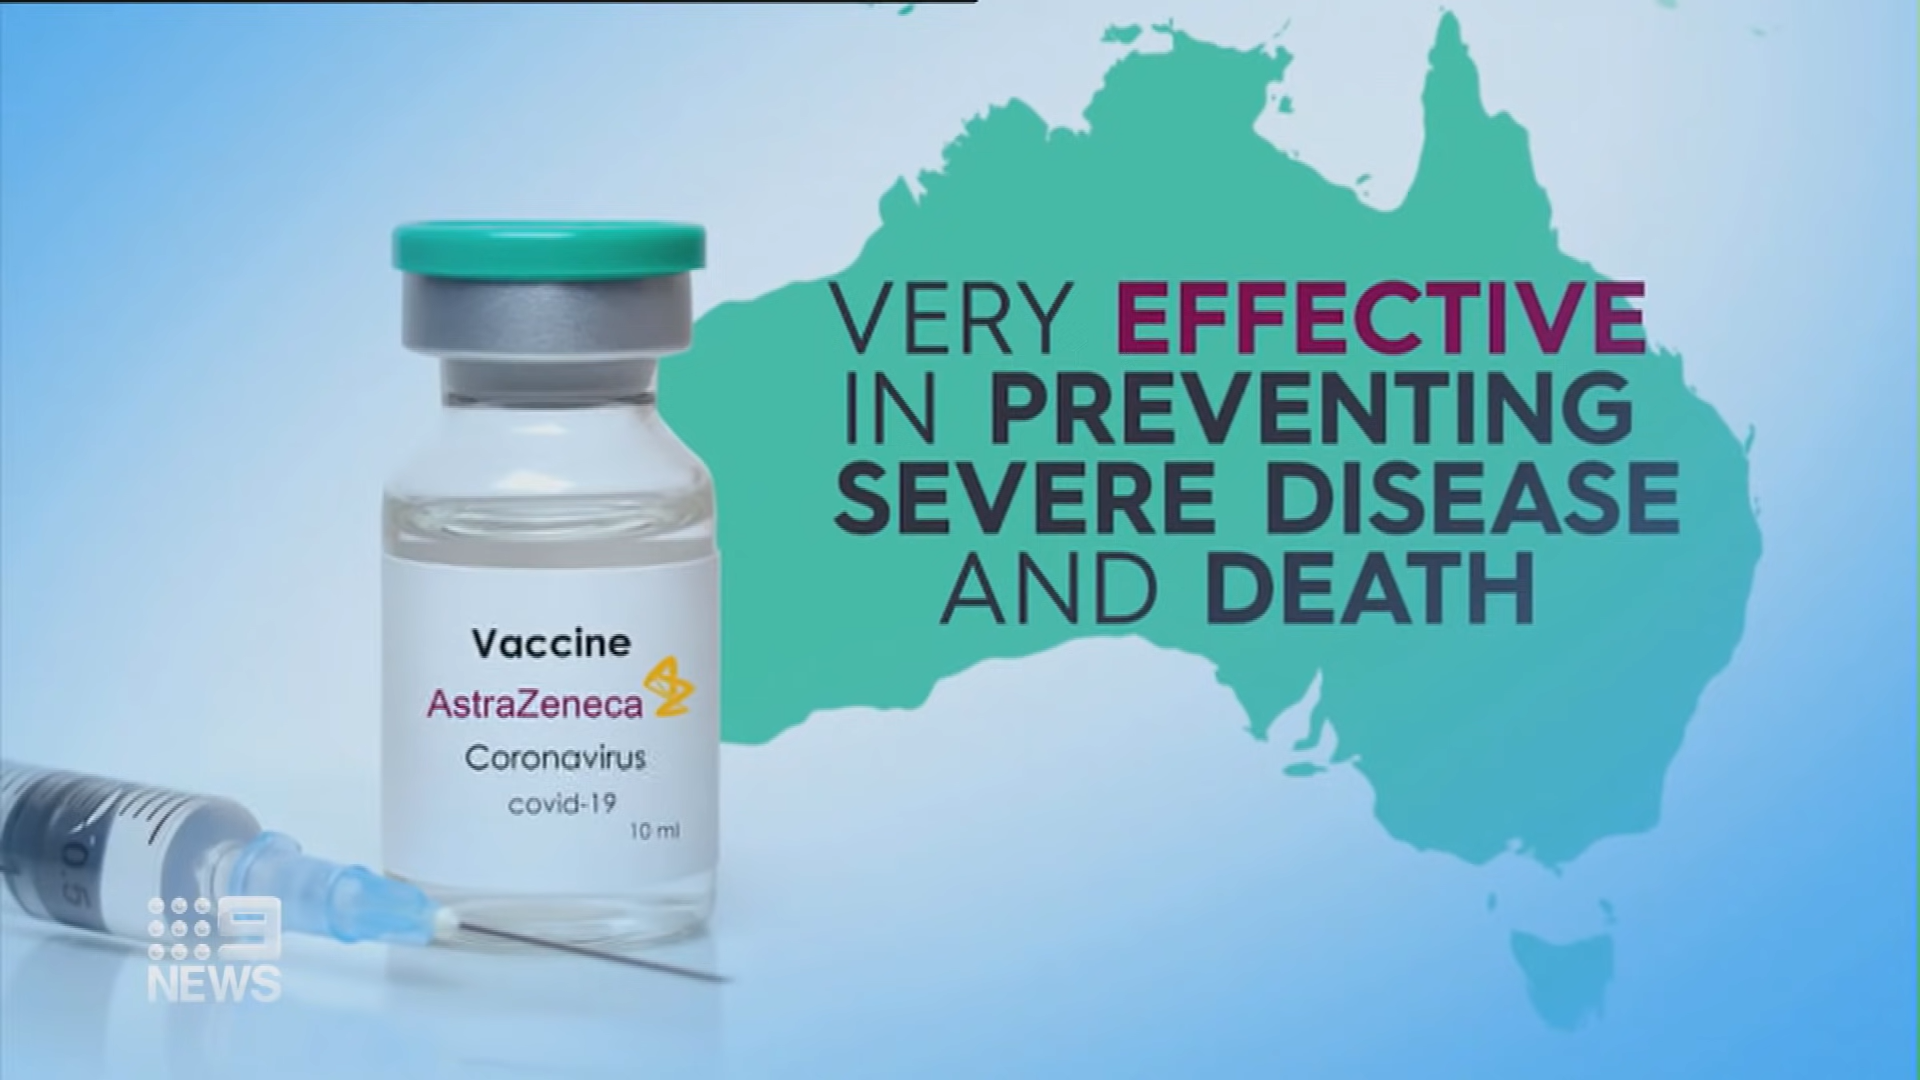 VERY EFFECTIVE
IN PREVENTING
SEVERE DISEASE
AND DEATH
Vaccine
AstraZeneca
Coronavirus
covid-19
10 ml
0.5
9
NEWS